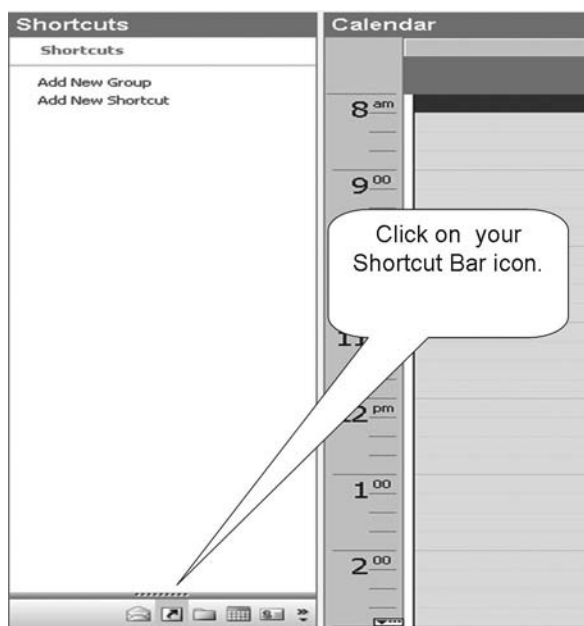 Shortcuts
Shortcuts
Add New Group
Add New Shortcut
Calendar
8 am
9 00
Click on your
Shortcut Bar icon.
11
12 pm
1 00
2 00